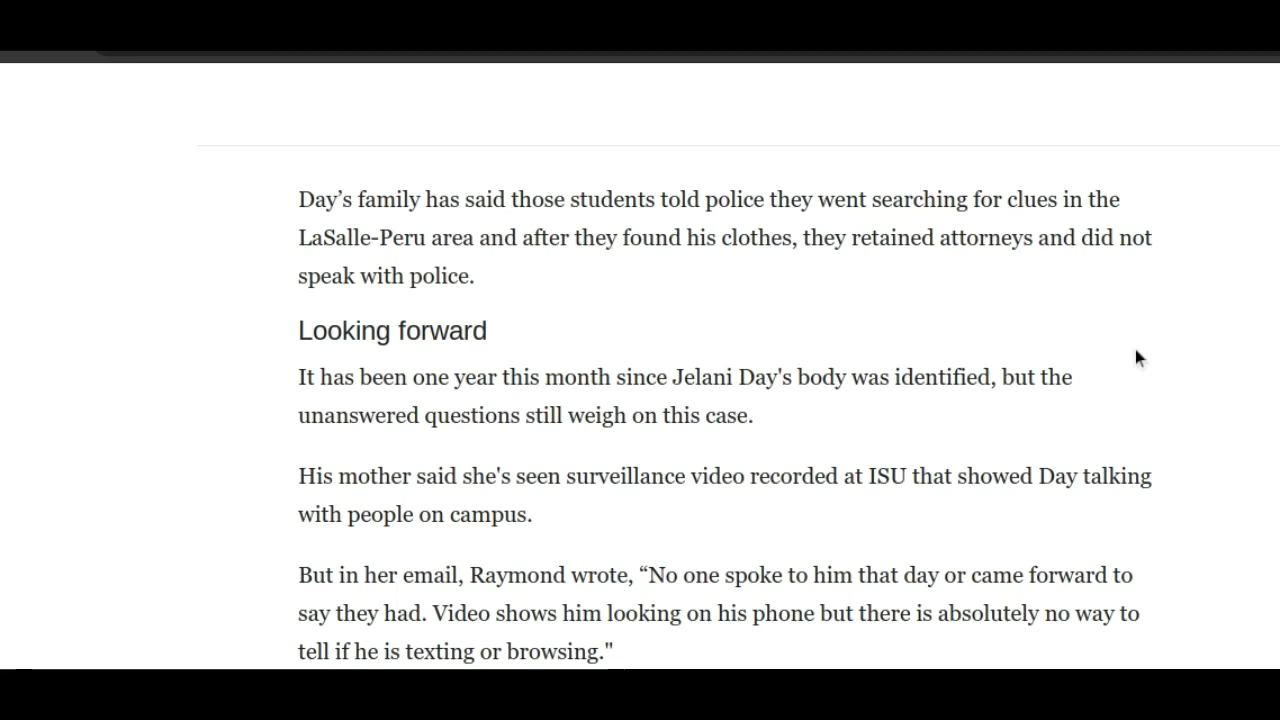 Day’s family has said those students told police they went searching for clues in the
LaSalle-Peru area and after they found his clothes, they retained attorneys and did not
speak with police.
Looking forward
It has been one year this month since Jelani Day's body was identified, but the
unanswered questions still weigh on this case.
His mother said she's seen surveillance video recorded at ISU that showed Day talking
with people on campus.
But in her email, Raymond wrote, “No one spoke to him that day or came forward to
say they had. Video shows him looking on his phone but there is absolutely no way to
tell if he is texting or browsing."